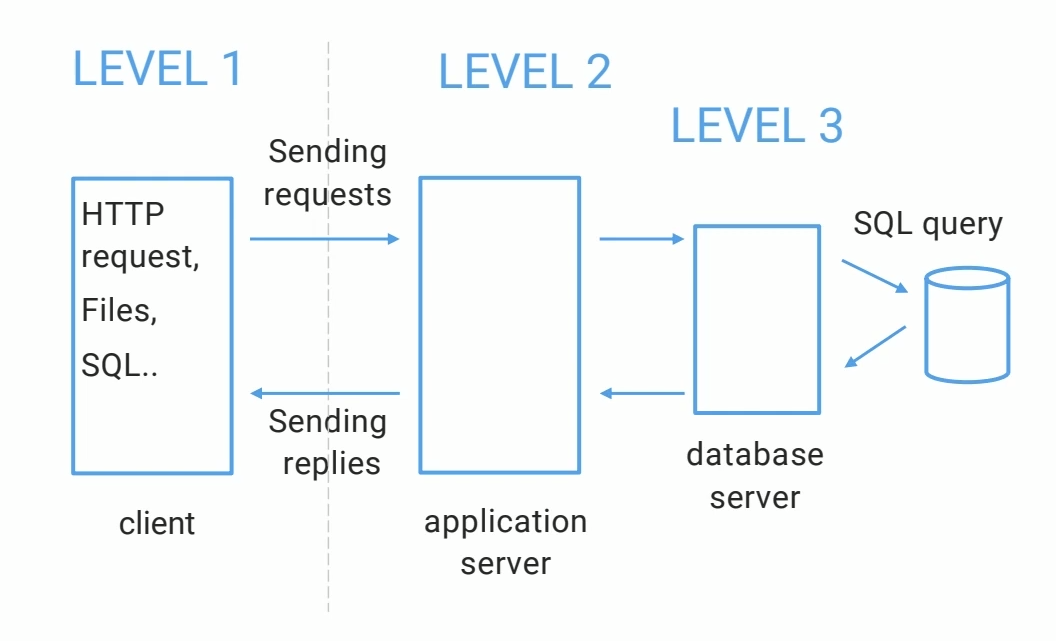 LEVEL 1
LEVEL 2
LEVEL 3
Sending
requests
HTTP
request,
Files,
SQL..
SQL query
Sending
replies
client
application
server
database
server